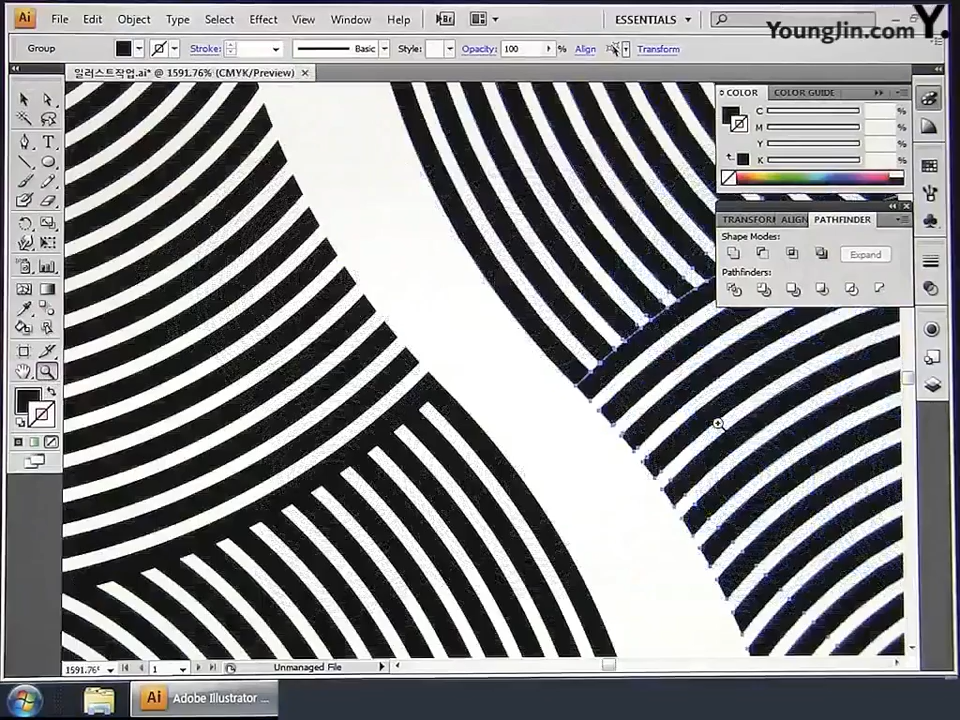 Ai File Edit Object Type Select Effect View Window Help Br ESSENTIALS
Y.
YoungJin.com
Group Stroke: Basic Style: Opacity: 100 % Align Transform
일러스트작업.ai* @ 1591.76% (CMYK/Preview)
COLOR COLOR GUIDE
C %
M %
Y %
K %
TRANSFORM ALIGN PATHFINDER
Shape Modes:
Expand
Pathfinders:
1591.76% 1 Unmanaged File
Ai Adobe Illustrator ...